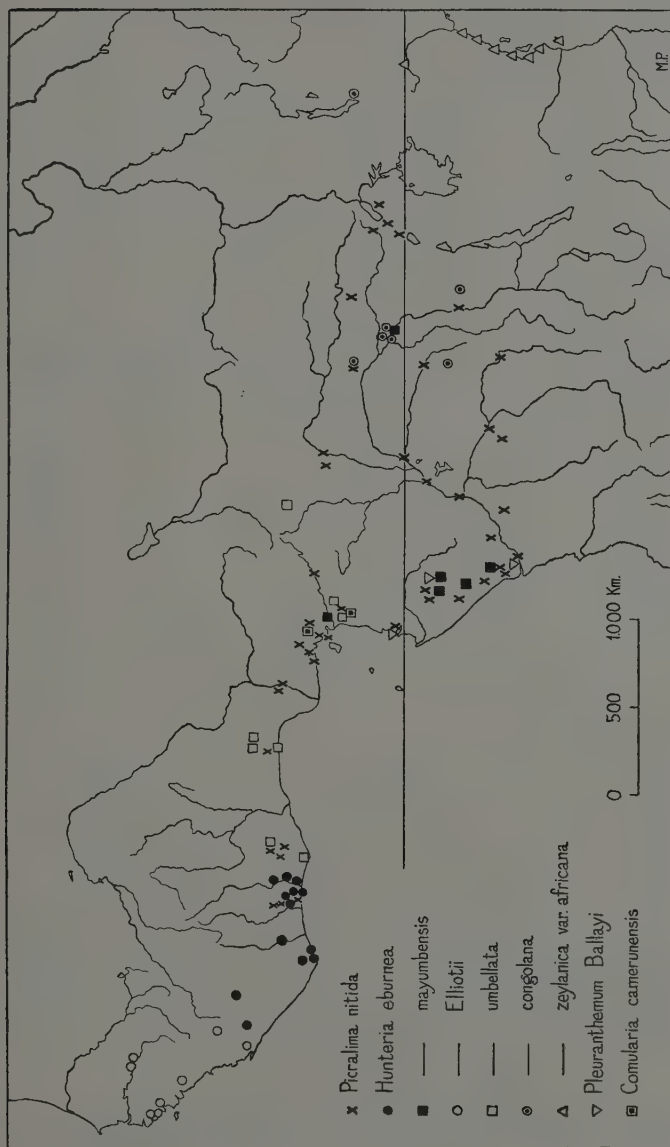 Picralima nitida
Hunteria eburnea
—— mayumbensis
—— Elliotii
—— umbellata
—— congolana
—— zeylanica var. africana
Pleuranthemum Ballayi
Comularia camerunensis
0 500 1000 Km.
M.P.